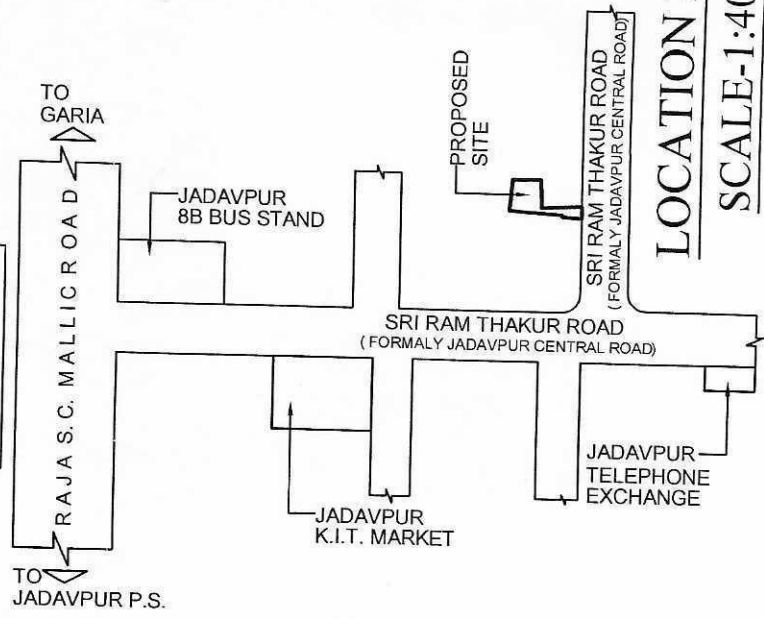 TO
GARIA
RAJA S.C. MALLIC ROAD
TO
JADAVPUR P.S.
JADAVPUR
8B BUS STAND
PROPOSED
SITE
SRI RAM THAKUR ROAD
(FORMALY JADAVPUR CENTRAL ROAD)
SRI RAM THAKUR ROAD
(FORMALY JADAVPUR CENTRAL ROAD)
JADAVPUR
K.I.T. MARKET
JADAVPUR
TELEPHONE
EXCHANGE
LOCATION
SCALE-1:40